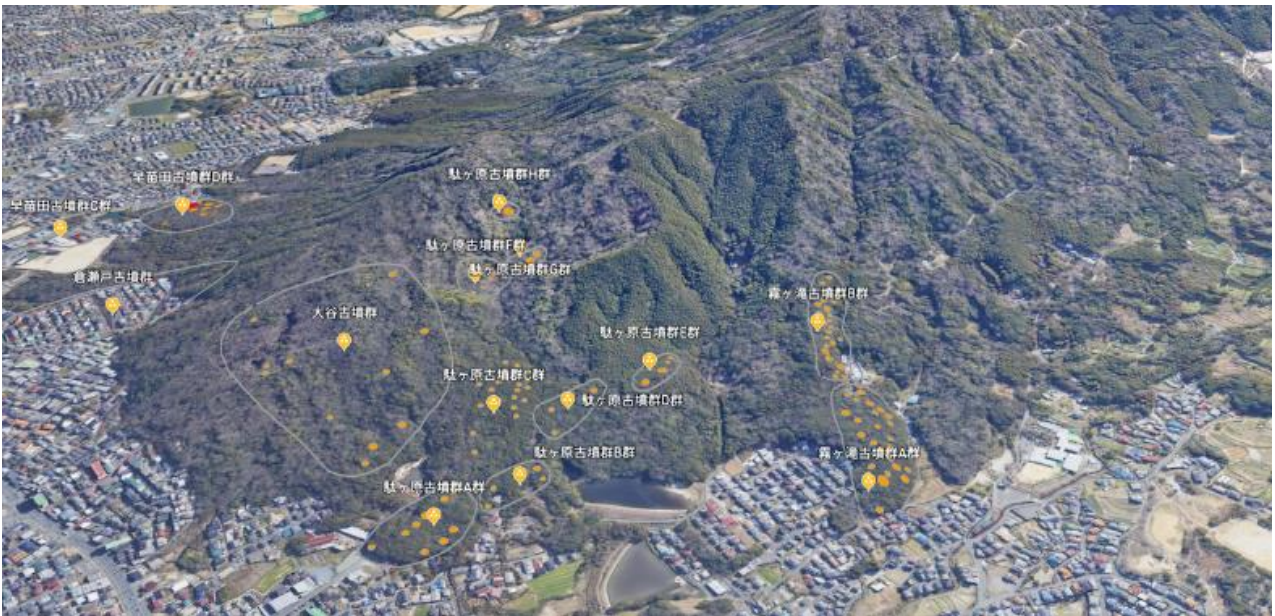 早苗田古墳群D群
駄ヶ原古墳群H群
早苗田古墳群C群
駄ヶ原古墳群F群
駄ヶ原古墳群G群
倉瀬戸古墳群
霧ヶ滝古墳群B群
大谷古墳群
駄ヶ原古墳群E群
駄ヶ原古墳群C群
駄ヶ原古墳群D群
駄ヶ原古墳群B群
霧ヶ滝古墳群A群
駄ヶ原古墳群A群